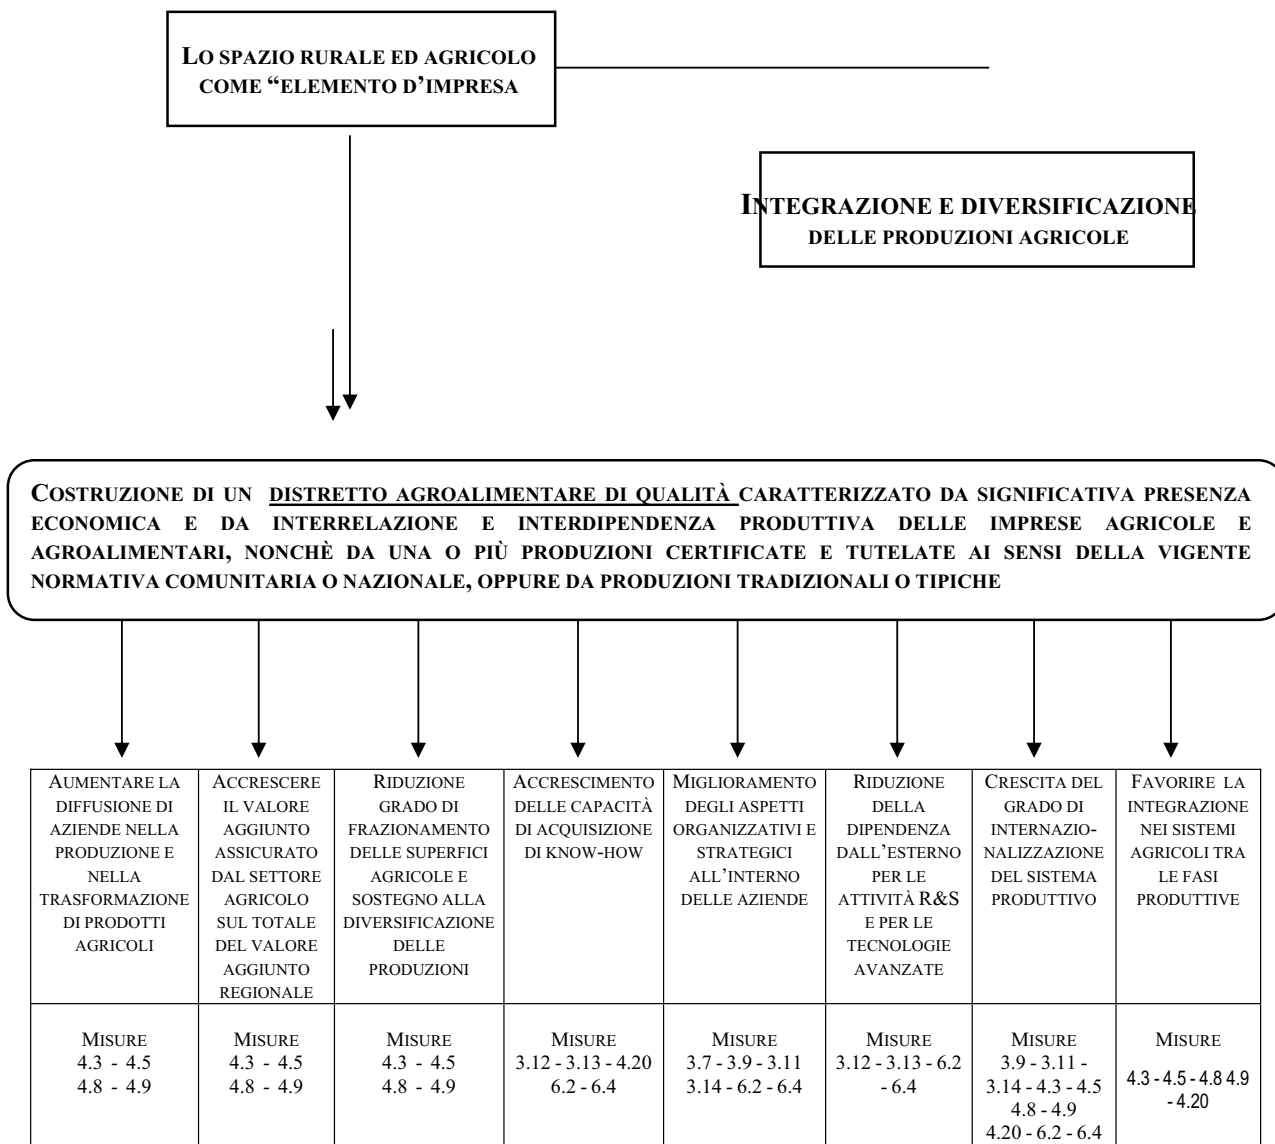 LO SPAZIO RURALE ED AGRICOLO
COME “ELEMENTO D’IMPRESA
INTEGRAZIONE E DIVERSIFICAZIONE
DELLE PRODUZIONI AGRICOLE
COSTRUZIONE DI UN DISTRETTO AGROALIMENTARE DI QUALITÀ CARATTERIZZATO DA SIGNIFICATIVA PRESENZA
ECONOMICA E DA INTERRELAZIONE E INTERDIPENDENZA PRODUTTIVA DELLE IMPRESE AGRICOLE E
AGROALIMENTARI, NONCHÈ DA UNA O PIÙ PRODUZIONI CERTIFICATE E TUTELATE AI SENSI DELLA VIGENTE
NORMATIVA COMUNITARIA O NAZIONALE, OPPURE DA PRODUZIONI TRADIZIONALI O TIPICHE
AUMENTARE LA
DIFFUSIONE DI
AZIENDE NELLA
PRODUZIONE E
NELLA
TRASFORMAZIONE
DI PRODOTTI
AGRICOLI
ACCRESCERE
IL VALORE
AGGIUNTO
ASSICURATO
DAL SETTORE
AGRICOLO
SUL TOTALE
DEL VALORE
AGGIUNTO
REGIONALE
RIDUZIONE
GRADO DI
FRAZIONAMENTO
DELLE SUPERFICI
AGRICOLE E
SOSTEGNO ALLA
DIVERSIFICAZIONE
DELLE
PRODUZIONI
ACCRESCIMENTO
DELLE CAPACITÀ
DI ACQUISIZIONE
DI KNOW-HOW
MIGLIORAMENTO
DEGLI ASPETTI
ORGANIZZATIVI E
STRATEGICI
ALL’INTERNO
DELLE AZIENDE
RIDUZIONE
DELLA
DIPENDENZA
DALL’ESTERNO
PER LE
ATTIVITÀ R&S
E PER LE
TECNOLOGIE
AVANZATE
CRESCITA DEL
GRADO DI
INTERNAZIO-
NALIZZAZIONE
DEL SISTEMA
PRODUTTIVO
FAVORIRE LA
INTEGRAZIONE
NEI SISTEMI
AGRICOLI TRA
LE FASI
PRODUTTIVE
MISURE
4.3 - 4.5
4.8 - 4.9
MISURE
4.3 - 4.5
4.8 - 4.9
MISURE
4.3 - 4.5
4.8 - 4.9
MISURE
3.12 - 3.13 - 4.20
6.2 - 6.4
MISURE
3.7 - 3.9 - 3.11
3.14 - 6.2 - 6.4
MISURE
3.12 - 3.13 - 6.2
- 6.4
MISURE
3.9 - 3.11 -
3.14 - 4.3 - 4.5
4.8 - 4.9
4.20 - 6.2 - 6.4
MISURE
4.3 - 4.5 - 4.8 4.9
- 4.20